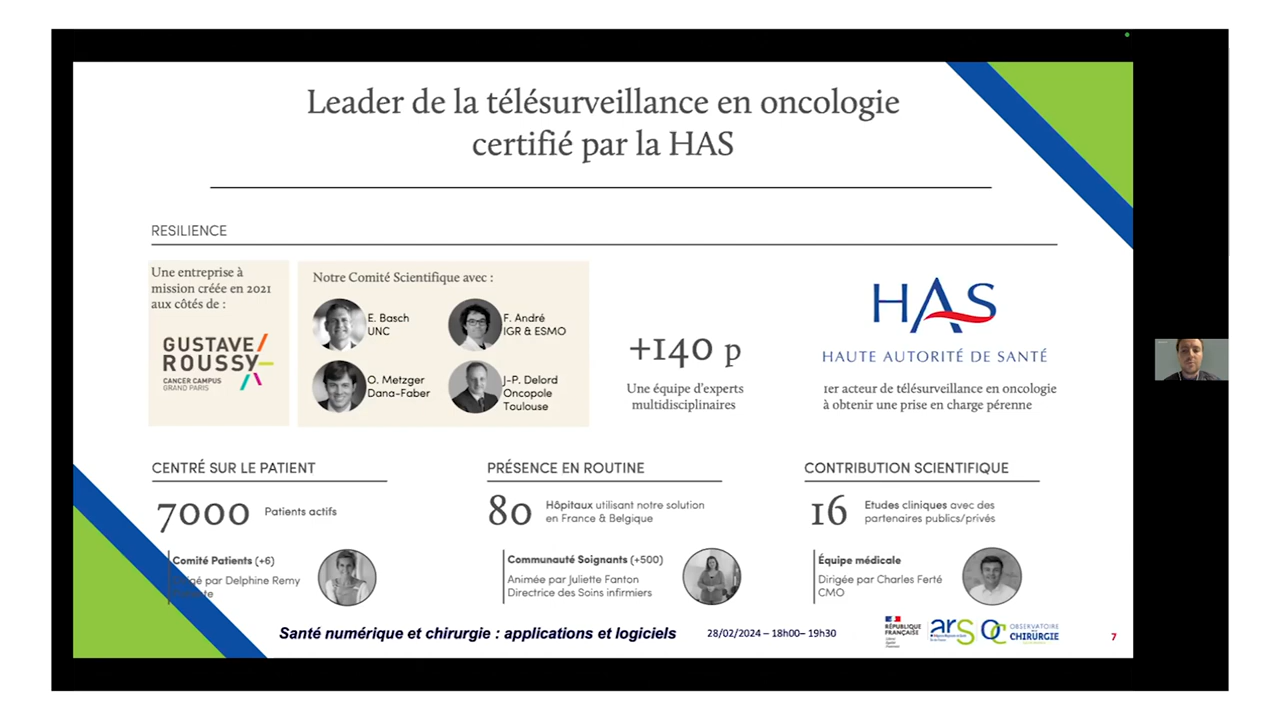 Leader de la télésurveillance en oncologie
certifié par la HAS
RESILIENCE
Une entreprise à
mission créée en 2021
aux côtés de :
GUSTAVE
ROUSSY
CANCER CAMPUS
GRAND PARIS
Notre Comité Scientifique avec :
E. Basch
UNC
F. André
IGR & ESMO
O. Metzger
Dana-Faber
J-P. Delord
Oncopole
Toulouse
+140 p
Une équipe d'experts
multidisciplinaires
HAS
HAUTE AUTORITÉ DE SANTÉ
1er acteur de télésurveillance en oncologie
à obtenir une prise en charge pérenne
CENTRÉ SUR LE PATIENT
7000 Patients actifs
Comité Patients (+6)
par Delphine Remy
PRÉSENCE EN ROUTINE
80 Hôpitaux utilisant notre solution
en France & Belgique
Communauté Soignants (+500)
Animée par Juliette Fanton
Directrice des Soins infirmiers
CONTRIBUTION SCIENTIFIQUE
16 Etudes cliniques avec des
partenaires publics/privés
Équipe médicale
Dirigée par Charles Ferté
CMO
Santé numérique et chirurgie : applications et logiciels
28/02/2024 – 18h00– 19h30
RÉPUBLIQUE
FRANÇAISE
ars
OC
OBSERVATOIRE
CHIRURGIE
7